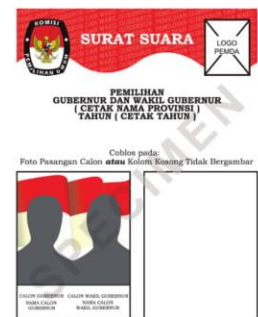 KOMISI
PEMILIHAN UMUM
SURAT SUARA
LOGO
PEMDA
PEMILIHAN
GUBERNUR DAN WAKIL GUBERNUR
( CETAK NAMA PROVINSI )
TAHUN ( CETAK TAHUN )
Coblos pada:
Foto Pasangan Calon atau Kolom Kosong Tidak Bergambar
SPECIMEN
CALON GUBERNUR CALON WAKIL GUBERNUR
NAMA CALON NAMA CALON
GUBERNUR WAKIL GUBERNUR